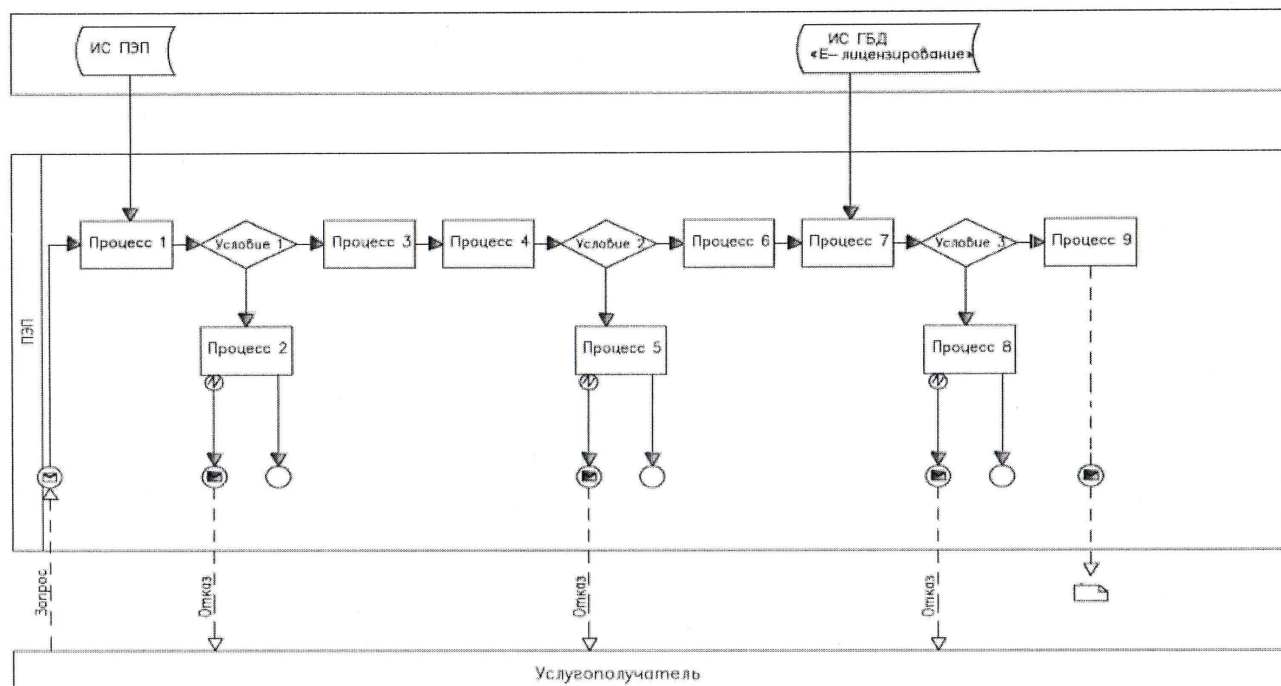 ИС ПЭП
ИС ГБД
«Е-лицензирование»
ПЭП
Процесс 1
Условие 1
Процесс 3
Процесс 4
Условие 2
Процесс 6
Процесс 7
Условие 3
Процесс 9
Процесс 2
Процесс 5
Процесс 8
Запрос
Отказ
Отказ
Отказ
Услугополучатель